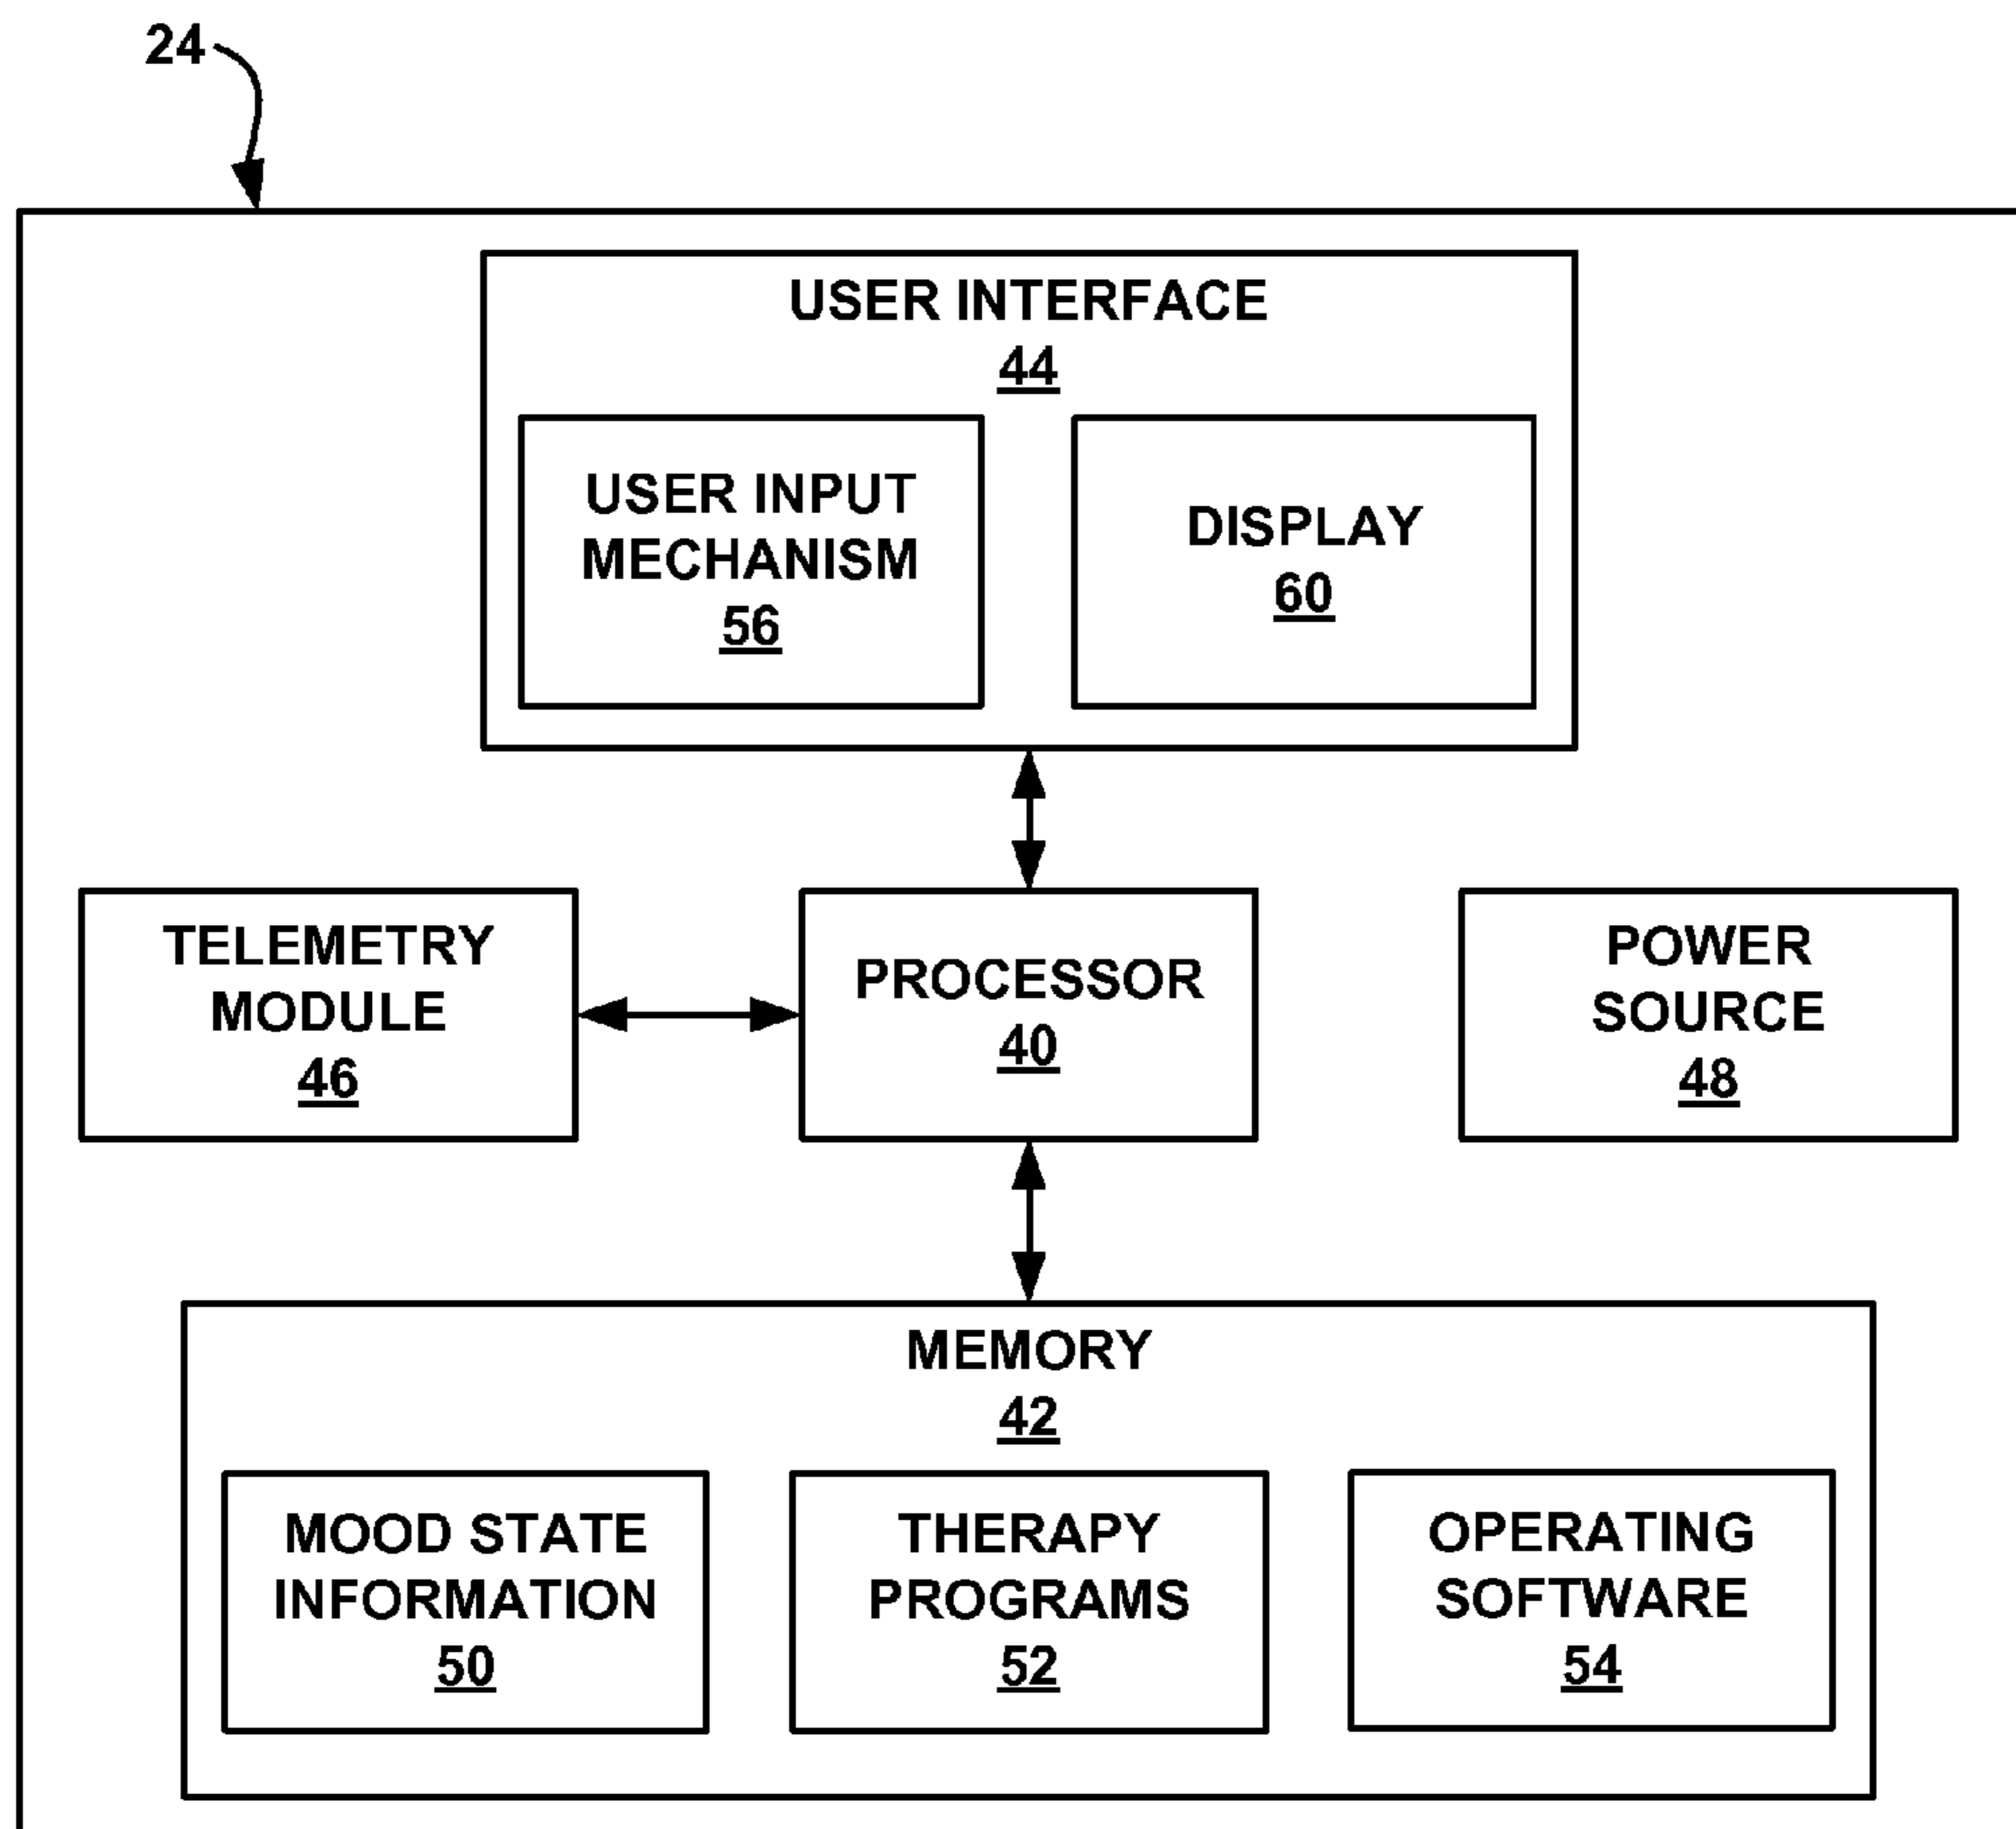 24
USER INTERFACE
44
USER INPUT
MECHANISM
56
DISPLAY
60
TELEMETRY
MODULE
46
PROCESSOR
40
POWER
SOURCE
48
MEMORY
42
MOOD STATE
INFORMATION
50
THERAPY
PROGRAMS
52
OPERATING
SOFTWARE
54